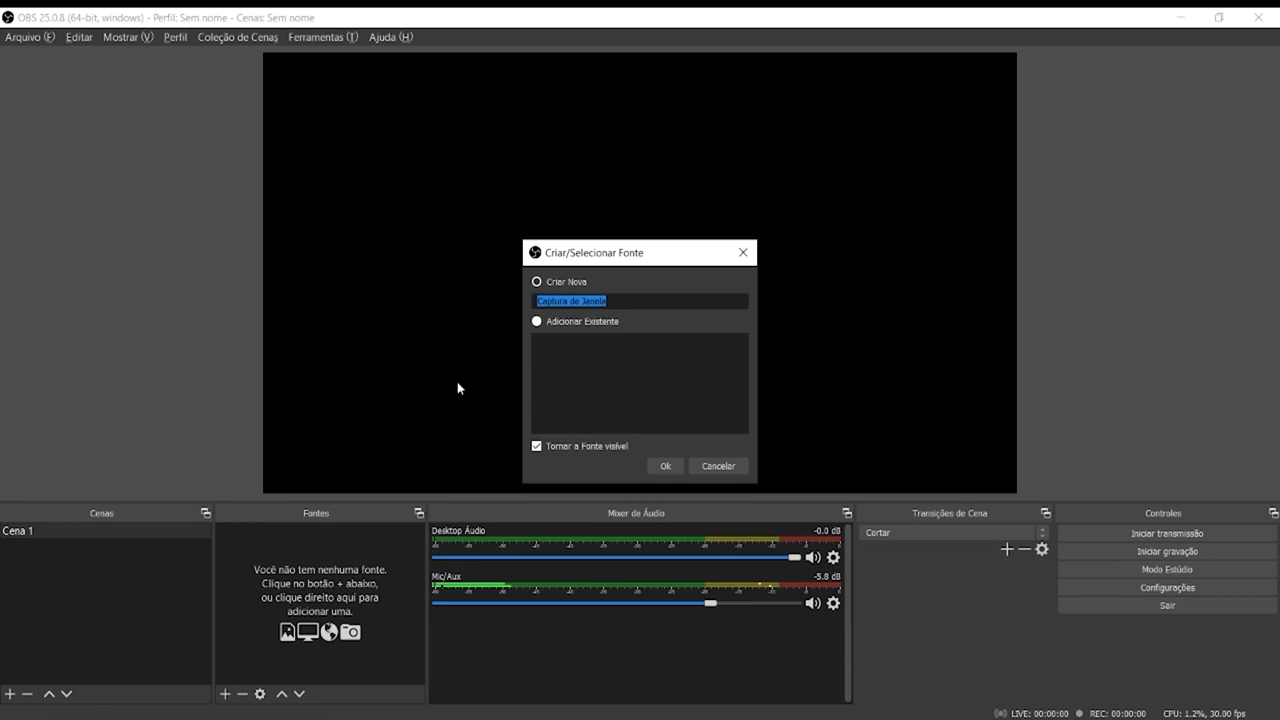 OBS 25.0.8 (64-bit, windows) - Perfil: Sem nome - Cenas: Sem nome
Arquivo (F) Editar Mostrar (V) Perfil Coleção de Cenas Ferramentas (T) Ajuda (H)
Criar/Selecionar Fonte
Criar Nova
Captura de Janela
Adicionar Existente
Tornar a Fonte visível
Ok Cancelar
Cenas
Cena 1
Fontes
Você não tem nenhuma fonte.
Clique no botão + abaixo,
ou clique direito aqui para
adicionar uma.
Mixer de Áudio
Desktop Áudio -0.0 dB
Mic/Aux -5.8 dB
Transições de Cena
Cortar
Controles
Iniciar transmissão
Iniciar gravação
Modo Estúdio
Configurações
Sair
LIVE: 00:00:00 REC: 00:00:00 CPU: 1.2%, 30.00 fps